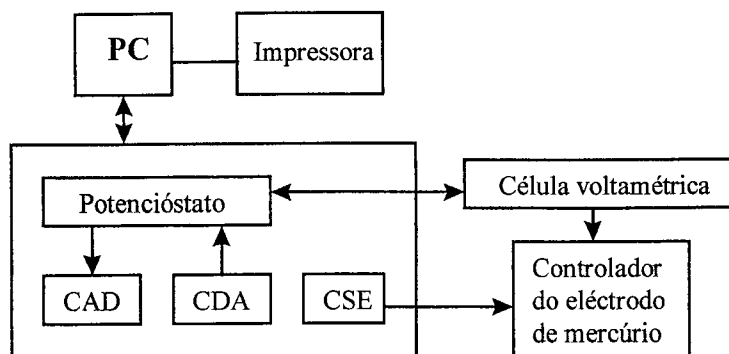 PC
Impressora
Potencióstato
Célula voltamétrica
CAD
CDA
CSE
Controlador
do eléctrodo
de mercúrio